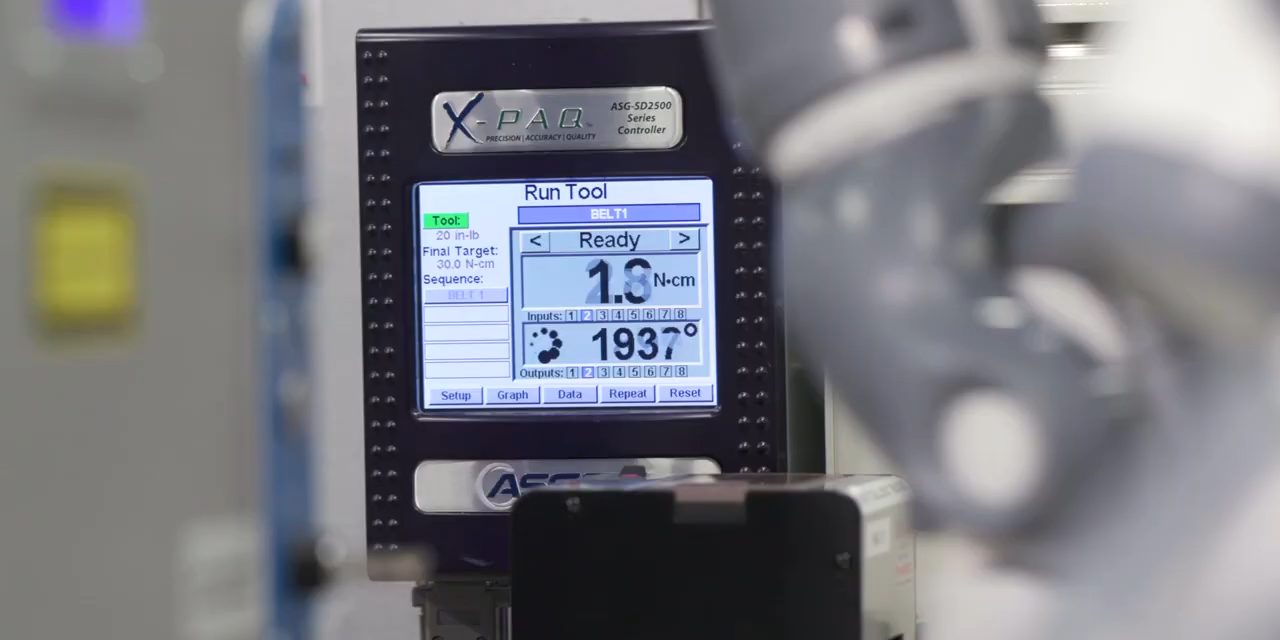 X-PAQ
PRECISION | ACCURACY | QUALITY
ASG-SD2500
Series
Controller
Run Tool
Tool:
20 in-lb
Final Target:
30.0 N-cm
Sequence:
BELT 1
BELT1
< Ready >
N•cm
Inputs: 1 2 3 4 5 6 7 8
1937°
Outputs: 1 2 3 4 5 6 7 8
Setup Graph Data Repeat Reset